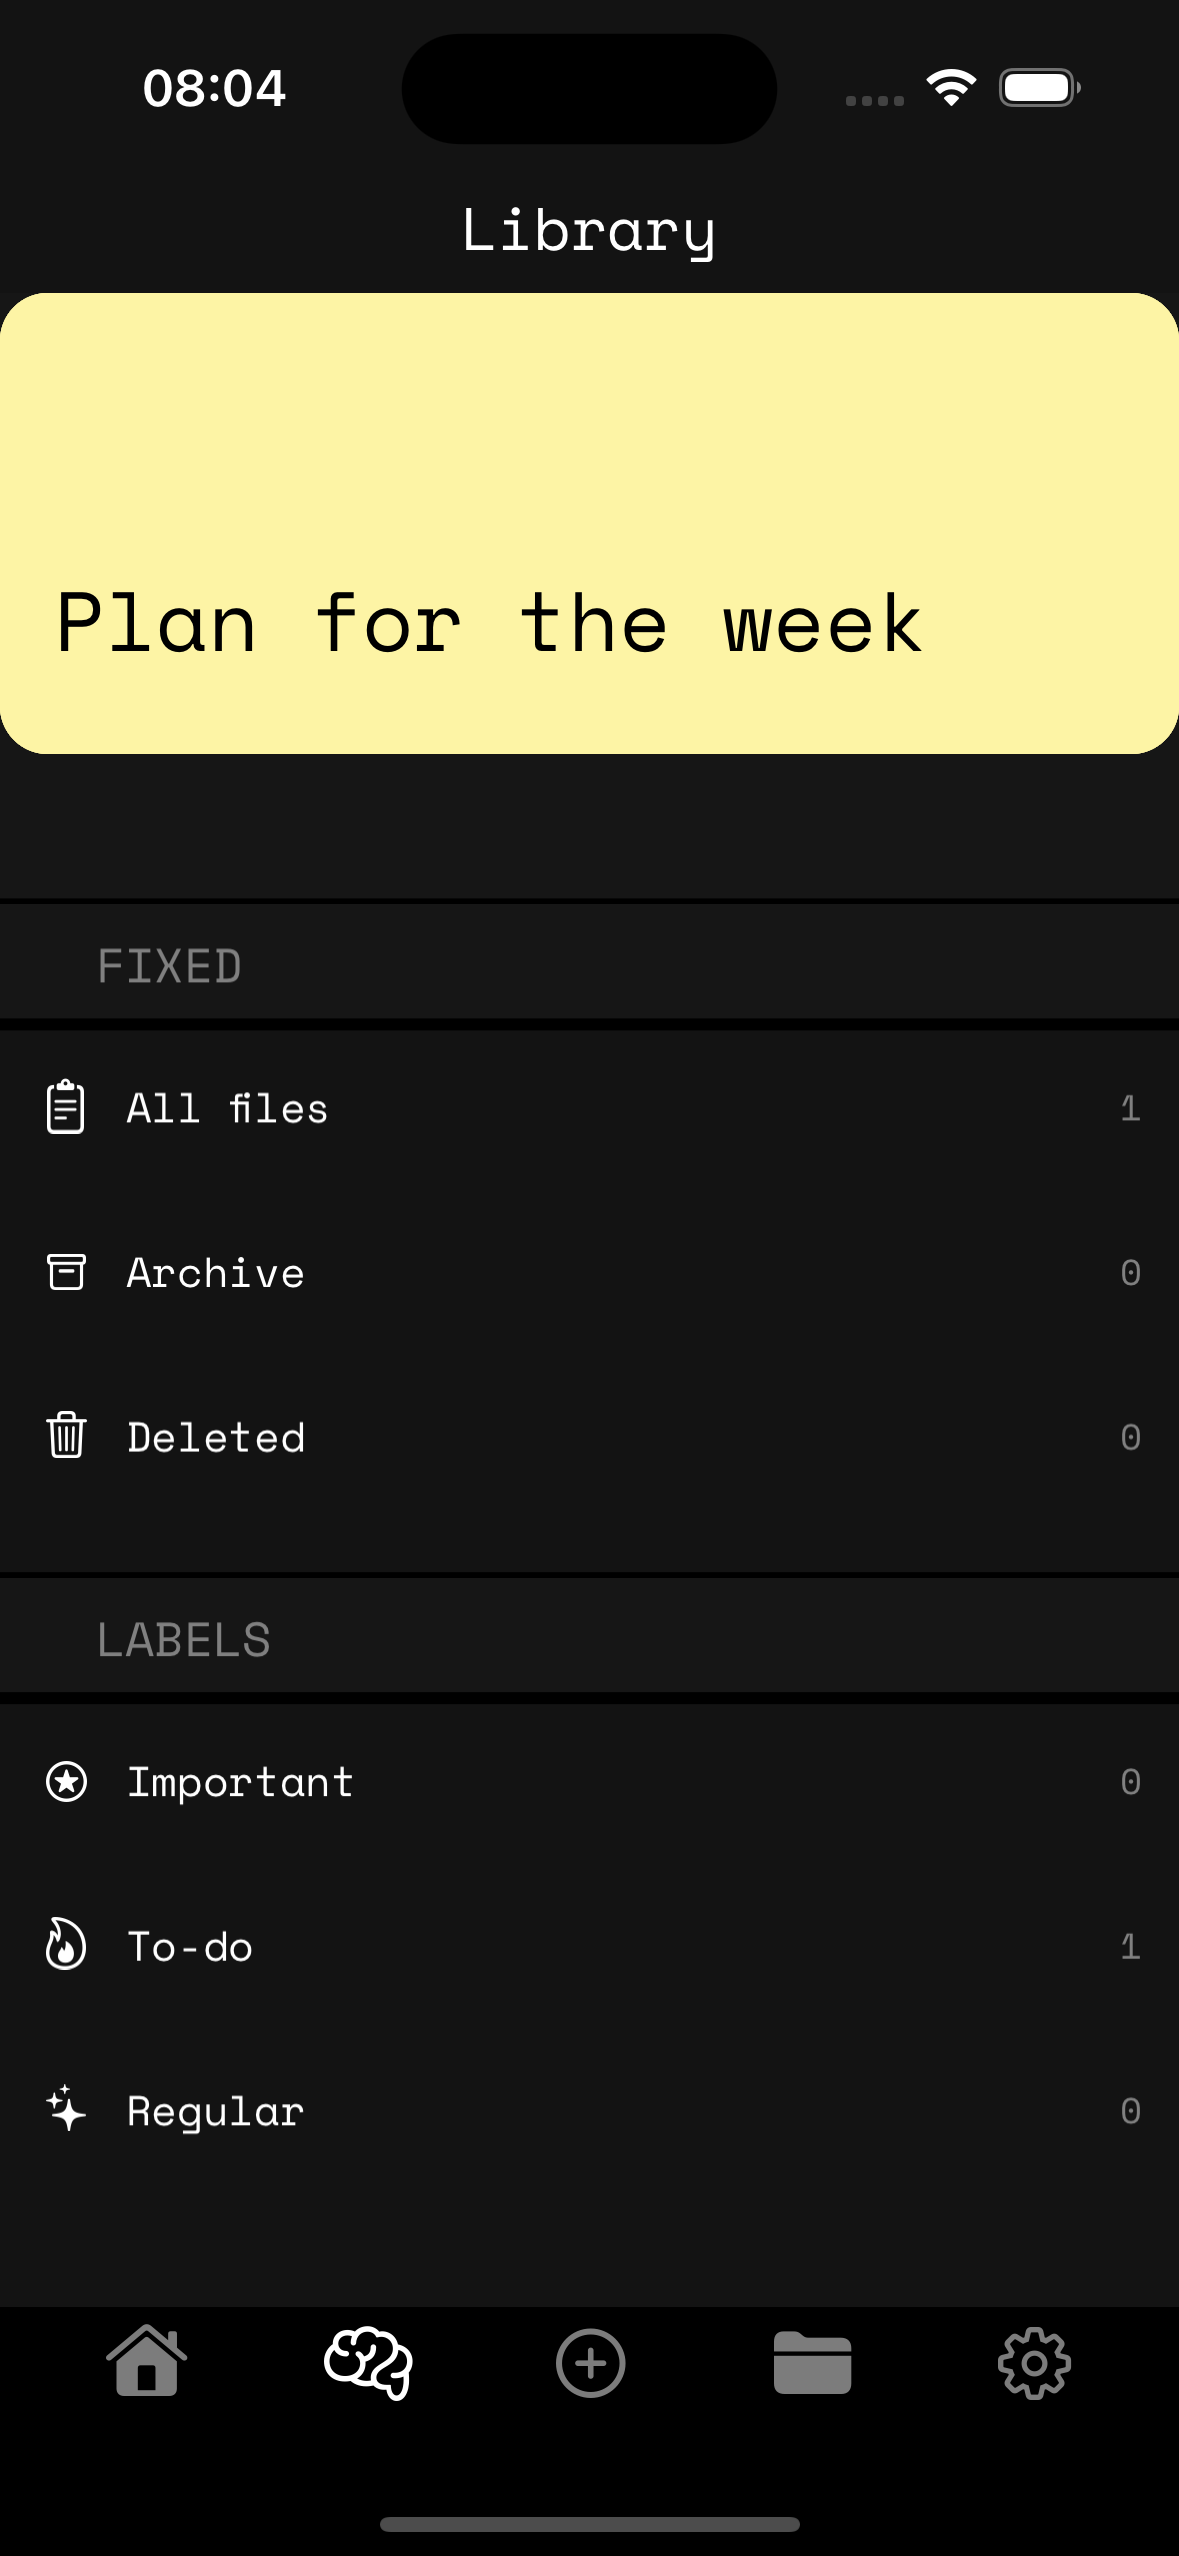 08:04
Library
Plan for the week
FIXED
All files 1
Archive 0
Deleted 0
LABELS
Important 0
To-do 1
Regular 0